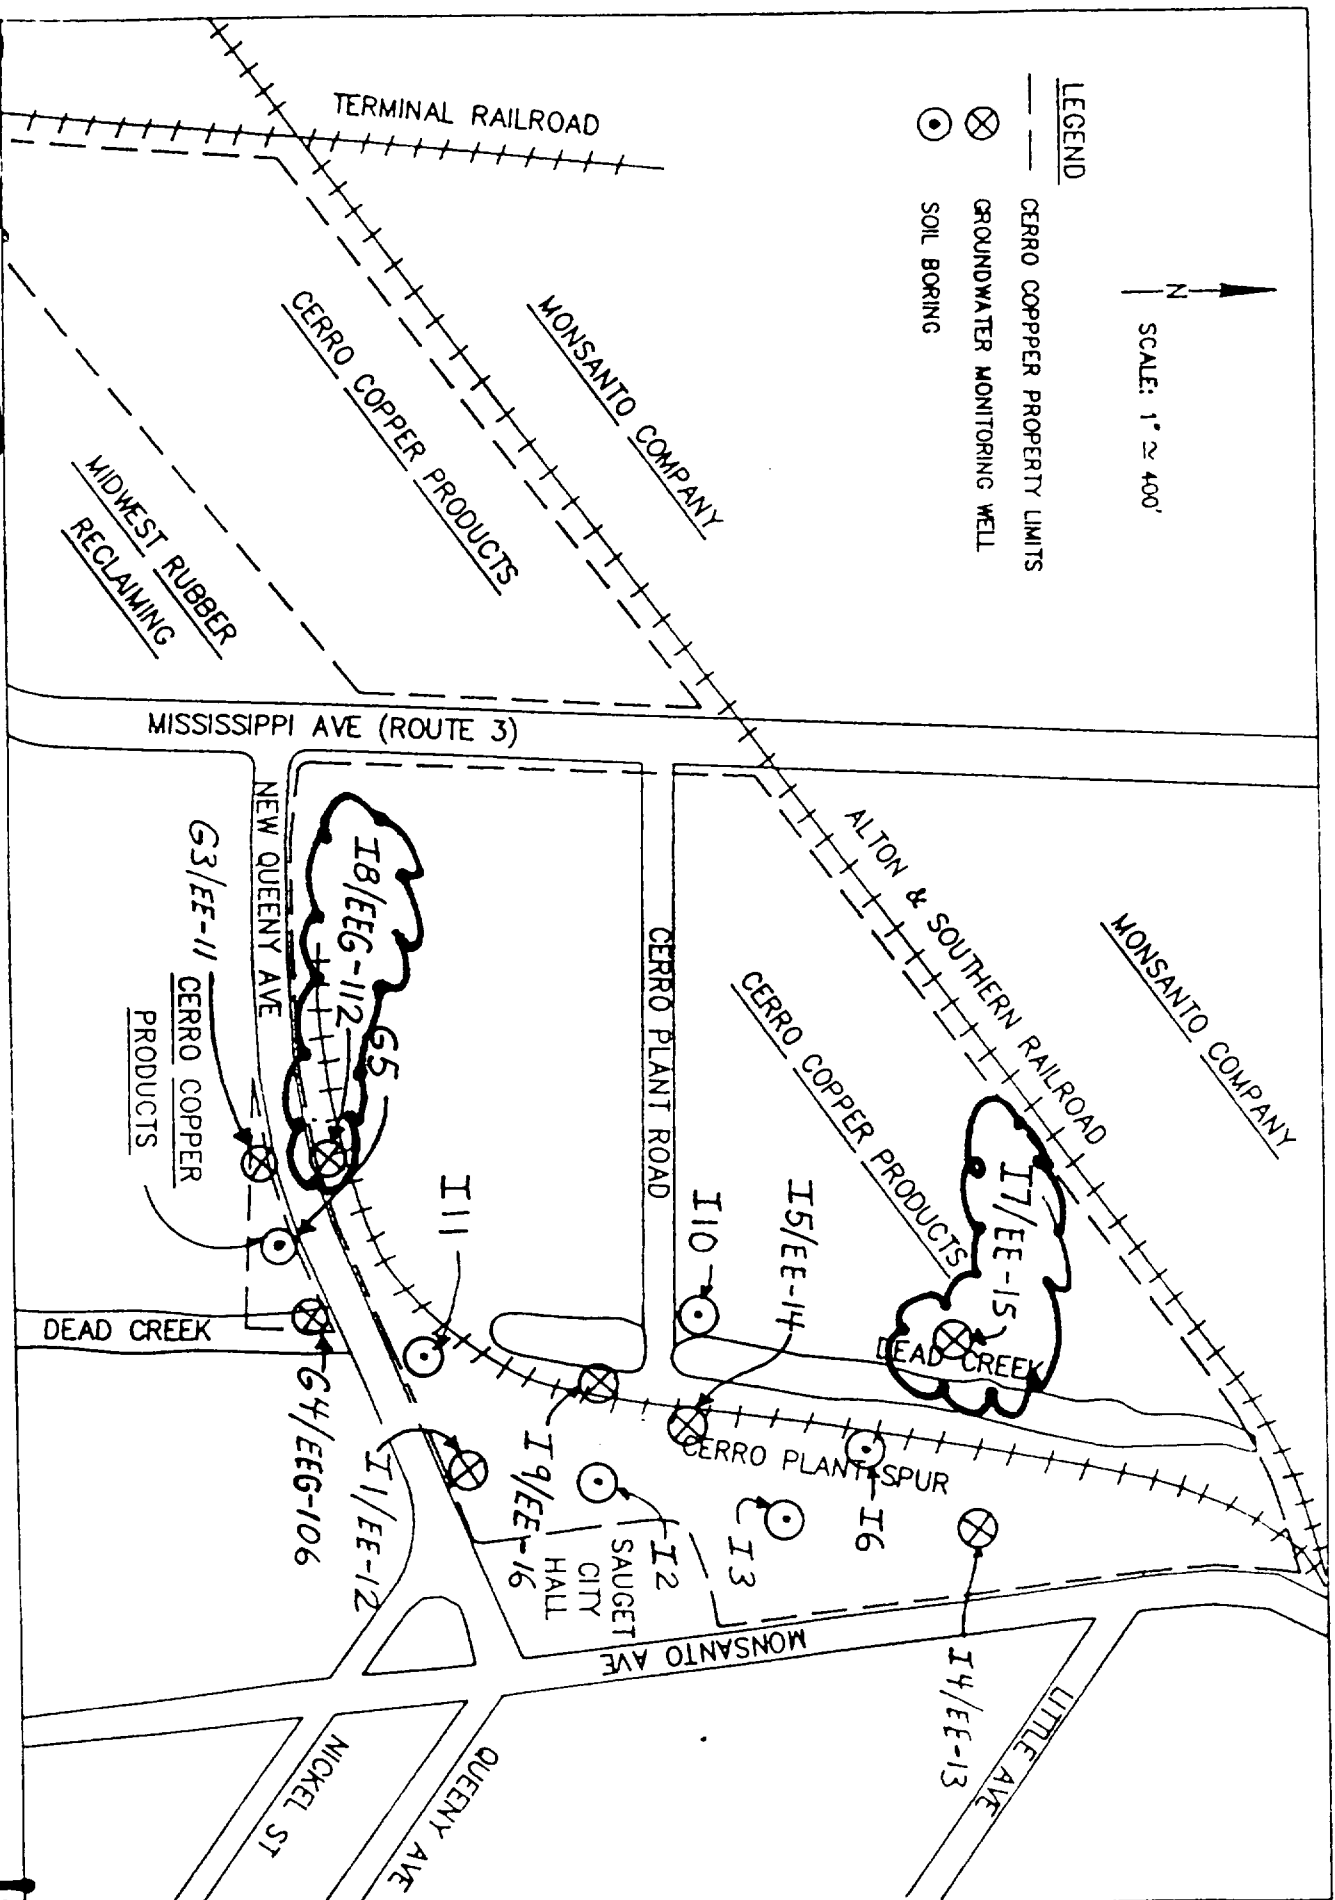 LEGEND
CERRO COPPPER PROPERTY LIMITS
GROUNDWATER MONITORING WELL
SOIL BORING
N
SCALE: 1" ≃ 400'
TERMINAL RAILROAD
MONSANTO COMPANY
CERRO COPPER PRODUCTS
MIDWEST RUBBER
RECLAIMING
MISSISSIPPI AVE (ROUTE 3)
NEW QUEENY AVE
CERRO PLANT ROAD
ALTON & SOUTHERN RAILROAD
MONSANTO COMPANY
CERRO COPPER PRODUCTS
I7/EE-15
DEAD CREEK
I8/EEG-112
G5
G3/EE-11
CERRO COPPER
PRODUCTS
I11
I10
I5/EE-14
DEAD CREEK
G4/EEG-106
I1/EE-12
I9/EE-16
CERRO PLANT SPUR
I6
I3
I2
SAUGET
CITY
HALL
I4/EE-13
MONSANTO AVE
LITTLE AVE
QUEENY AVE
NICKEL ST